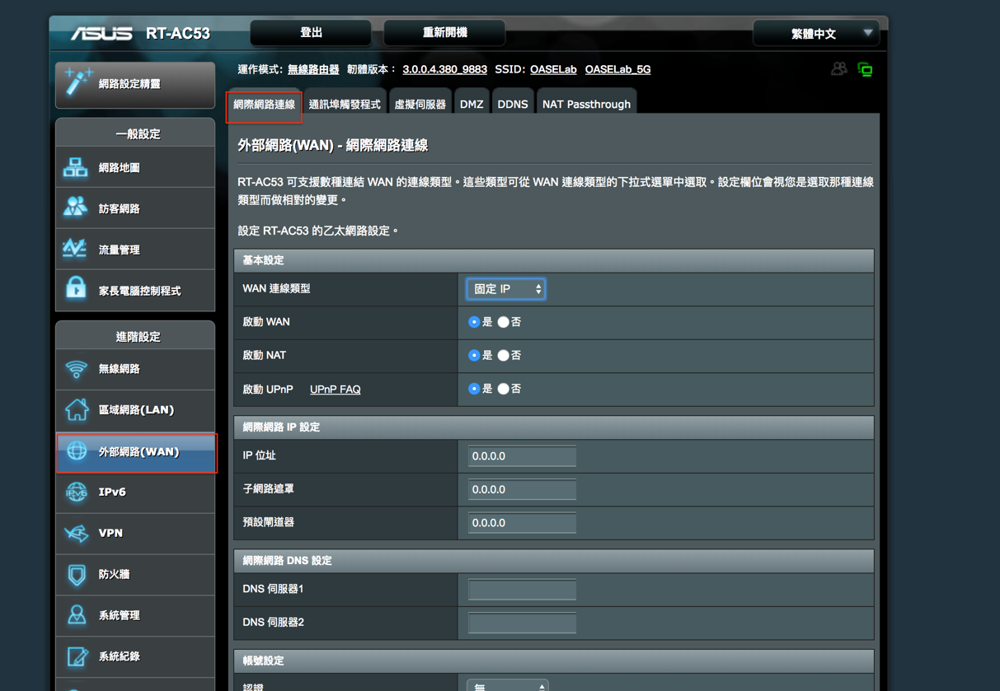 ASUS RT-AC53 登出 重新開機 繁體中文
運作模式: 無線路由器 韌體版本: 3.0.0.4.380_9883 SSID: OASELab OASELab_5G
網路設定精靈
一般設定
網路地圖
訪客網路
流量管理
家長電腦控制程式
進階設定
無線網路
區域網路(LAN)
外部網路(WAN)
IPv6
VPN
防火牆
系統管理
系統紀錄
網際網路連線 通訊埠觸發程式 虛擬伺服器 DMZ DDNS NAT Passthrough
外部網路(WAN) - 網際網路連線
RT-AC53 可支援數種連結 WAN 的連線類型。這些類型可從 WAN 連線類型的下拉式選單中選取。設定欄位會視您是選取那種連線
類型而做相對的變更。
設定 RT-AC53 的乙太網路設定。
基本設定
WAN 連線類型 固定 IP
啟動 WAN 是 否
啟動 NAT 是 否
啟動 UPnP UPnP FAQ 是 否
網際網路 IP 設定
IP 位址 0.0.0.0
子網路遮罩 0.0.0.0
預設閘道器 0.0.0.0
網際網路 DNS 設定
DNS 伺服器1
DNS 伺服器2
帳號設定
認證 無